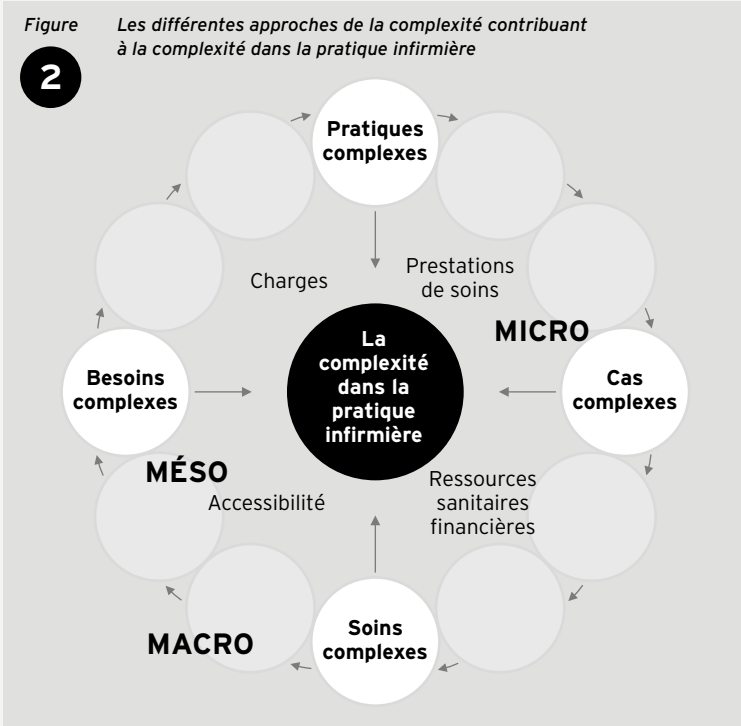 Figure
Les différentes approches de la complexité contribuant
à la complexité dans la pratique infirmière
2
Pratiques
complexes
Charges
Prestations
de soins
MICRO
La
complexité
dans la
pratique
infirmière
Besoins
complexes
Cas
complexes
MÉSO
Accessibilité
Ressources
sanitaires
financières
MACRO
Soins
complexes